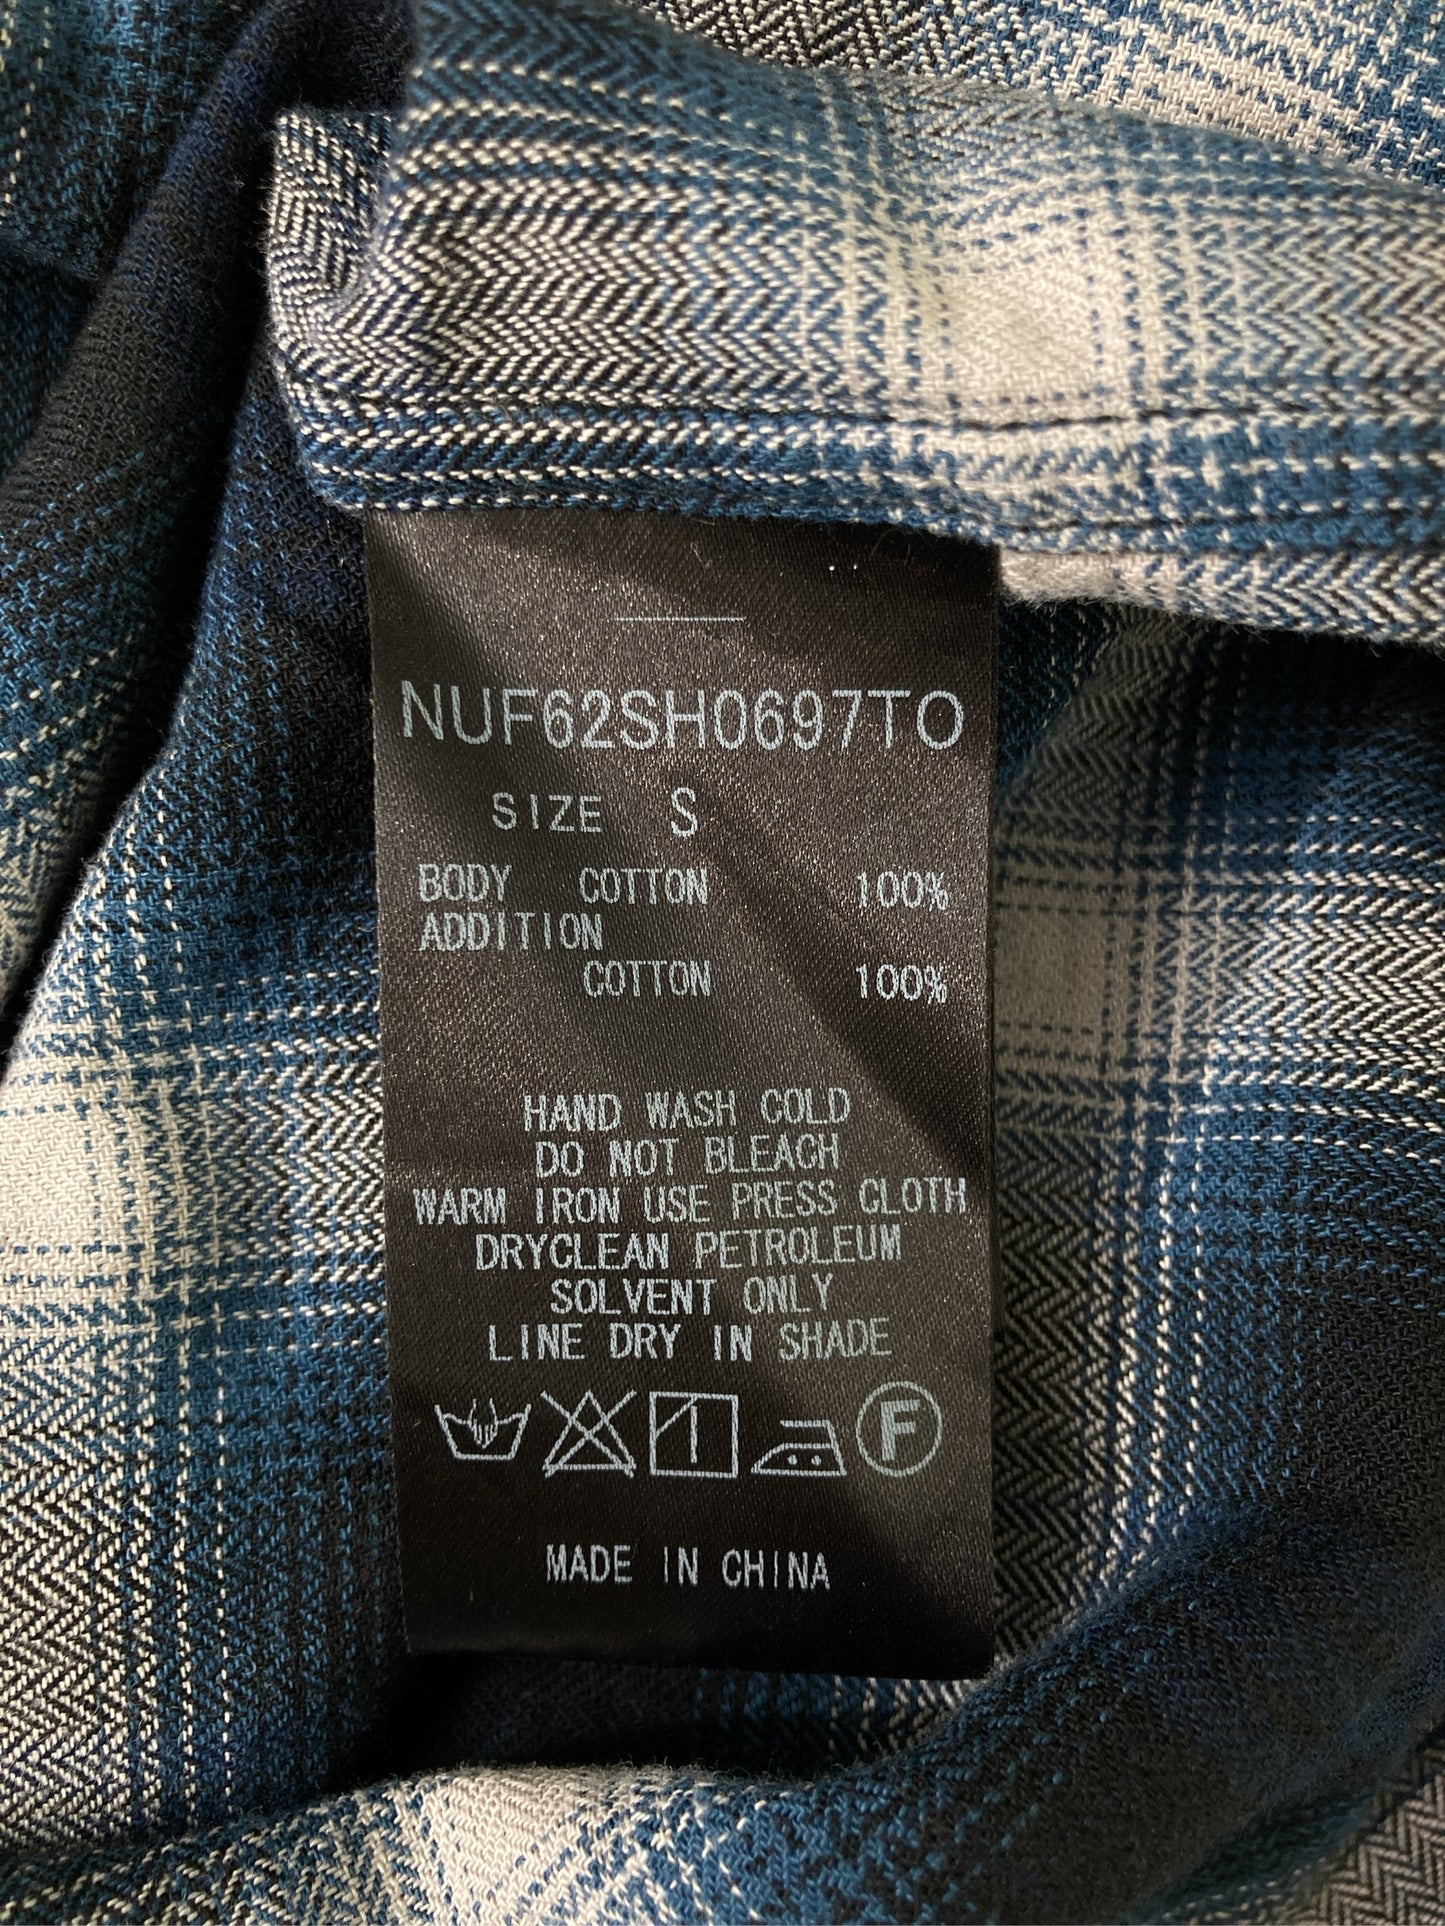 NUF62SH0697TO
SIZE S
BODY COTTON 100%
ADDITION
COTTON 100%
HAND WASH COLD
DO NOT BLEACH
WARM IRON USE PRESS CLOTH
DRYCLEAN PETROLEUM
SOLVENT ONLY
LINE DRY IN SHADE
F
MADE IN CHINA